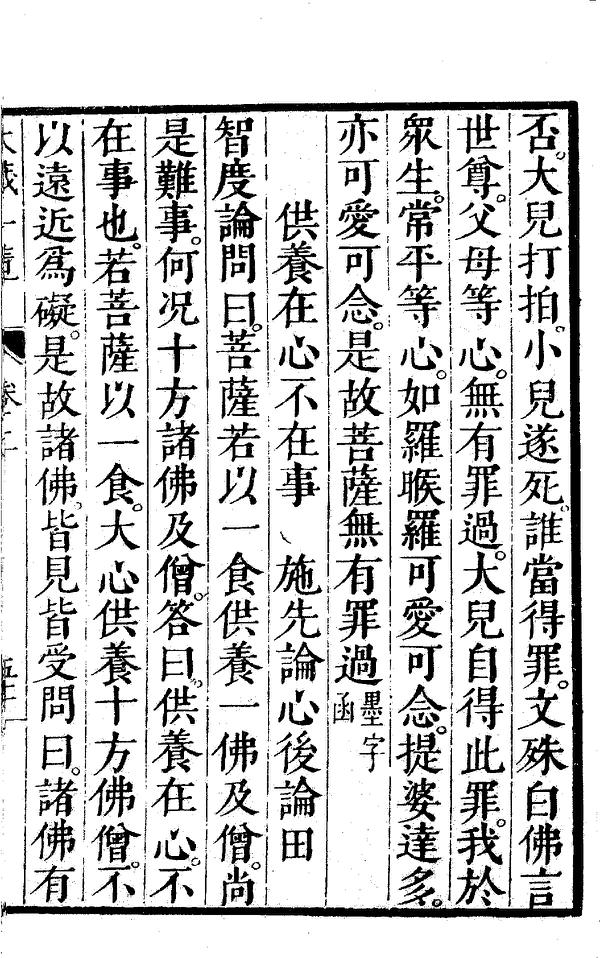 否。大兒打拍。小兒遂死。誰當得罪。文殊白佛言
世尊。父母等心。無有罪過。大兒自得此罪。我於
衆生。常平等心。如羅睺羅可愛可念。提婆達多。
亦可愛可念。是故菩薩無有罪過墨字函
供養在心不在事　施先論心後論田
智度論問曰。菩薩若以一食供養一佛及僧。尚
是難事。何況十方諸佛及僧。答曰。供養在心。不
在事也。若菩薩以一食。大心供養十方佛僧。不
以遠近爲礙。是故諸佛。皆見皆受問曰。諸佛有